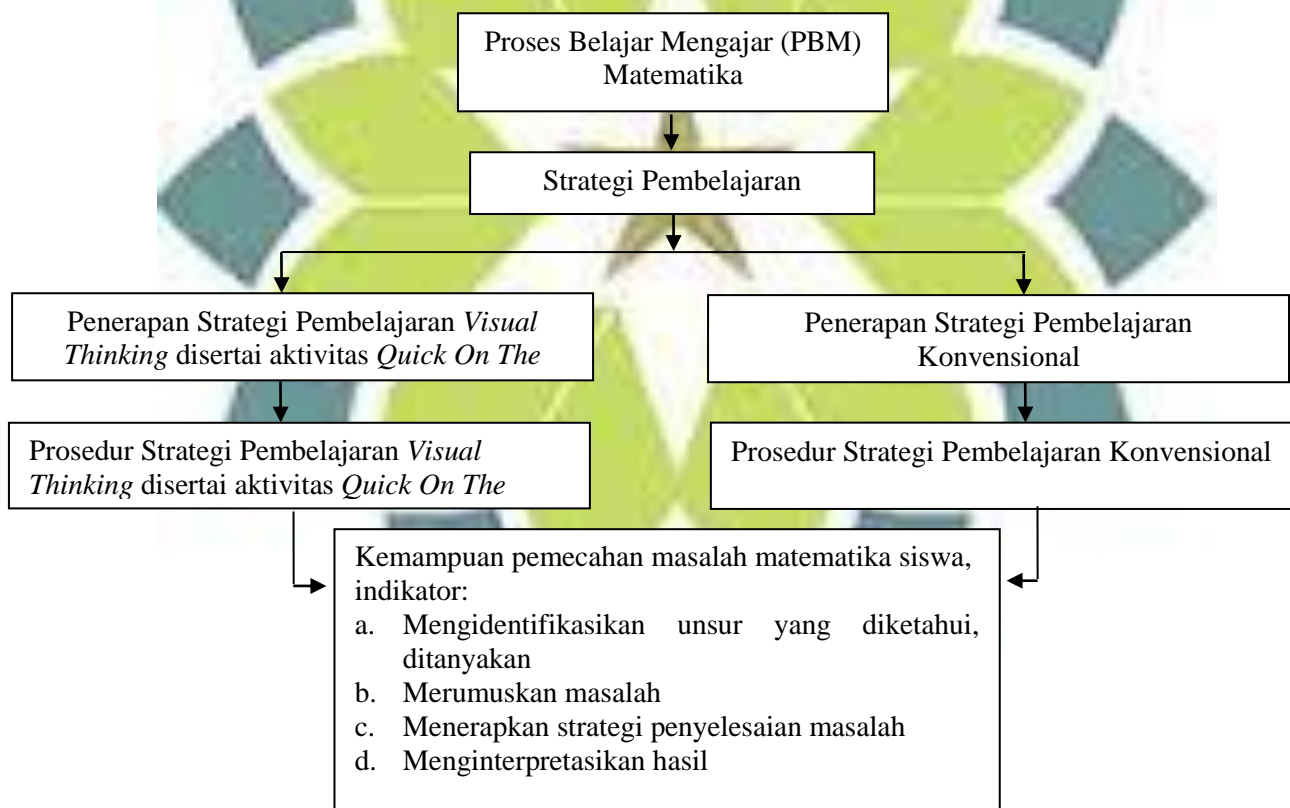 Proses Belajar Mengajar (PBM)
Matematika
Strategi Pembelajaran
Penerapan Strategi Pembelajaran Visual
Thinking disertai aktivitas Quick On The
Penerapan Strategi Pembelajaran
Konvensional
Prosedur Strategi Pembelajaran Visual
Thinking disertai aktivitas Quick On The
Prosedur Strategi Pembelajaran Konvensional
Kemampuan pemecahan masalah matematika siswa,
indikator:
a. Mengidentifikasikan unsur yang diketahui,
ditanyakan
b. Merumuskan masalah
c. Menerapkan strategi penyelesaian masalah
d. Menginterpretasikan hasil